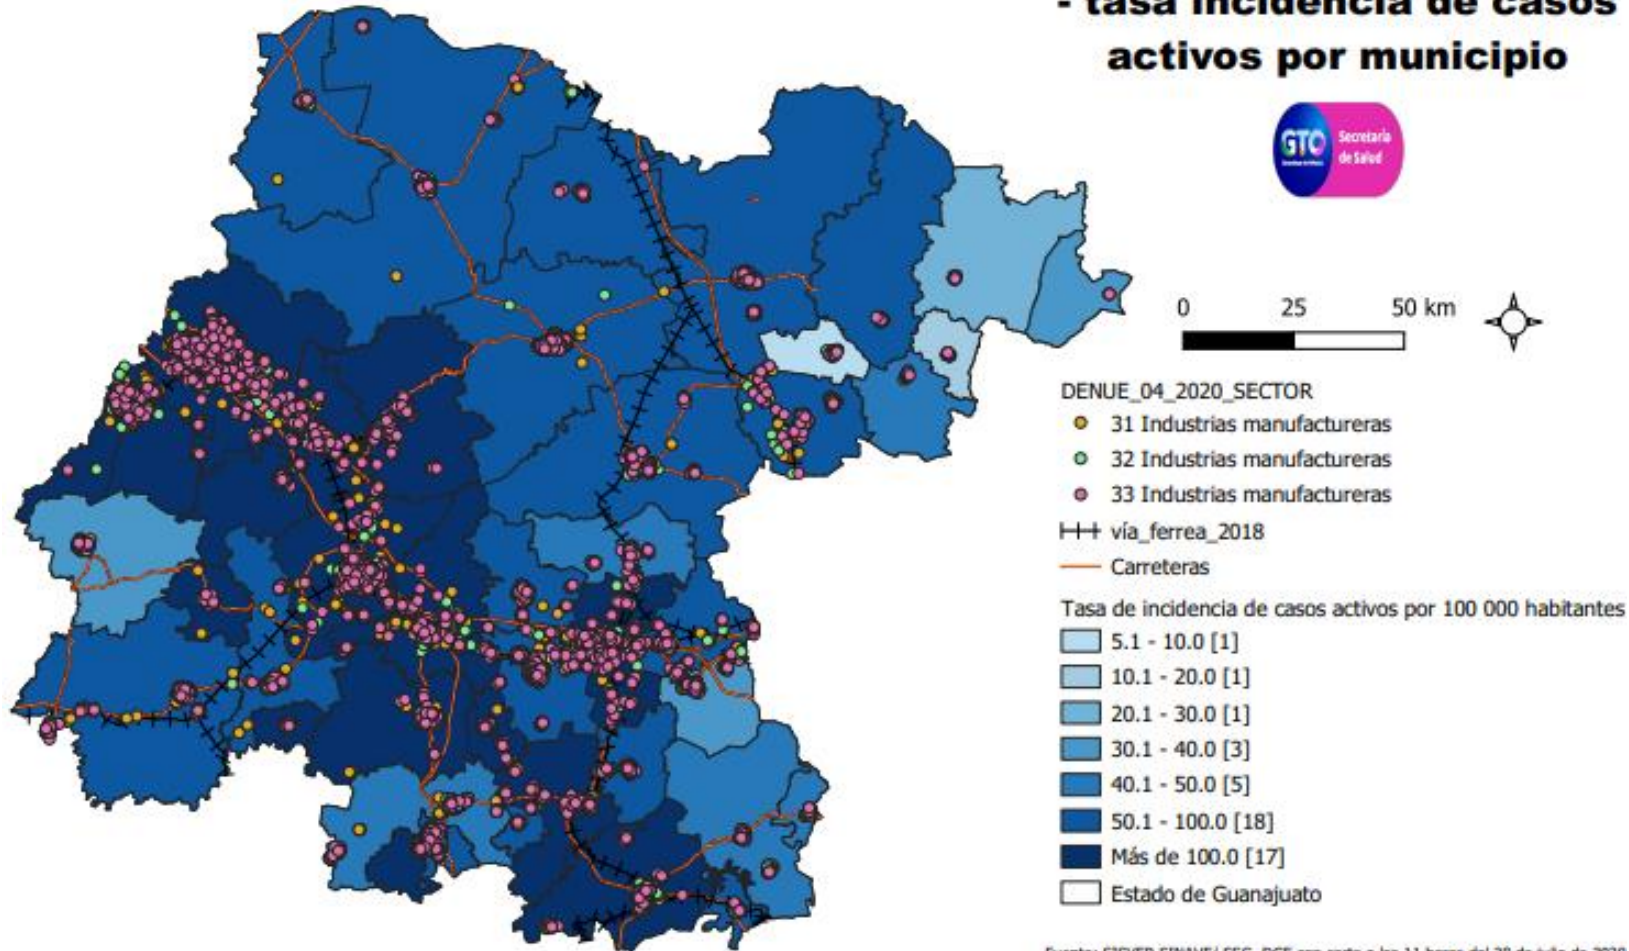 - tasa incidencia de casos
activos por municipio
GTO
Secretaría
de Salud
0 25 50 km
DENUE_04_2020_SECTOR
31 Industrias manufactureras
32 Industrias manufactureras
33 Industrias manufactureras
vía_ferrea_2018
Carreteras
Tasa de incidencia de casos activos por 100 000 habitantes
5.1 - 10.0 [1]
10.1 - 20.0 [1]
20.1 - 30.0 [1]
30.1 - 40.0 [3]
40.1 - 50.0 [5]
50.1 - 100.0 [18]
Más de 100.0 [17]
Estado de Guanajuato